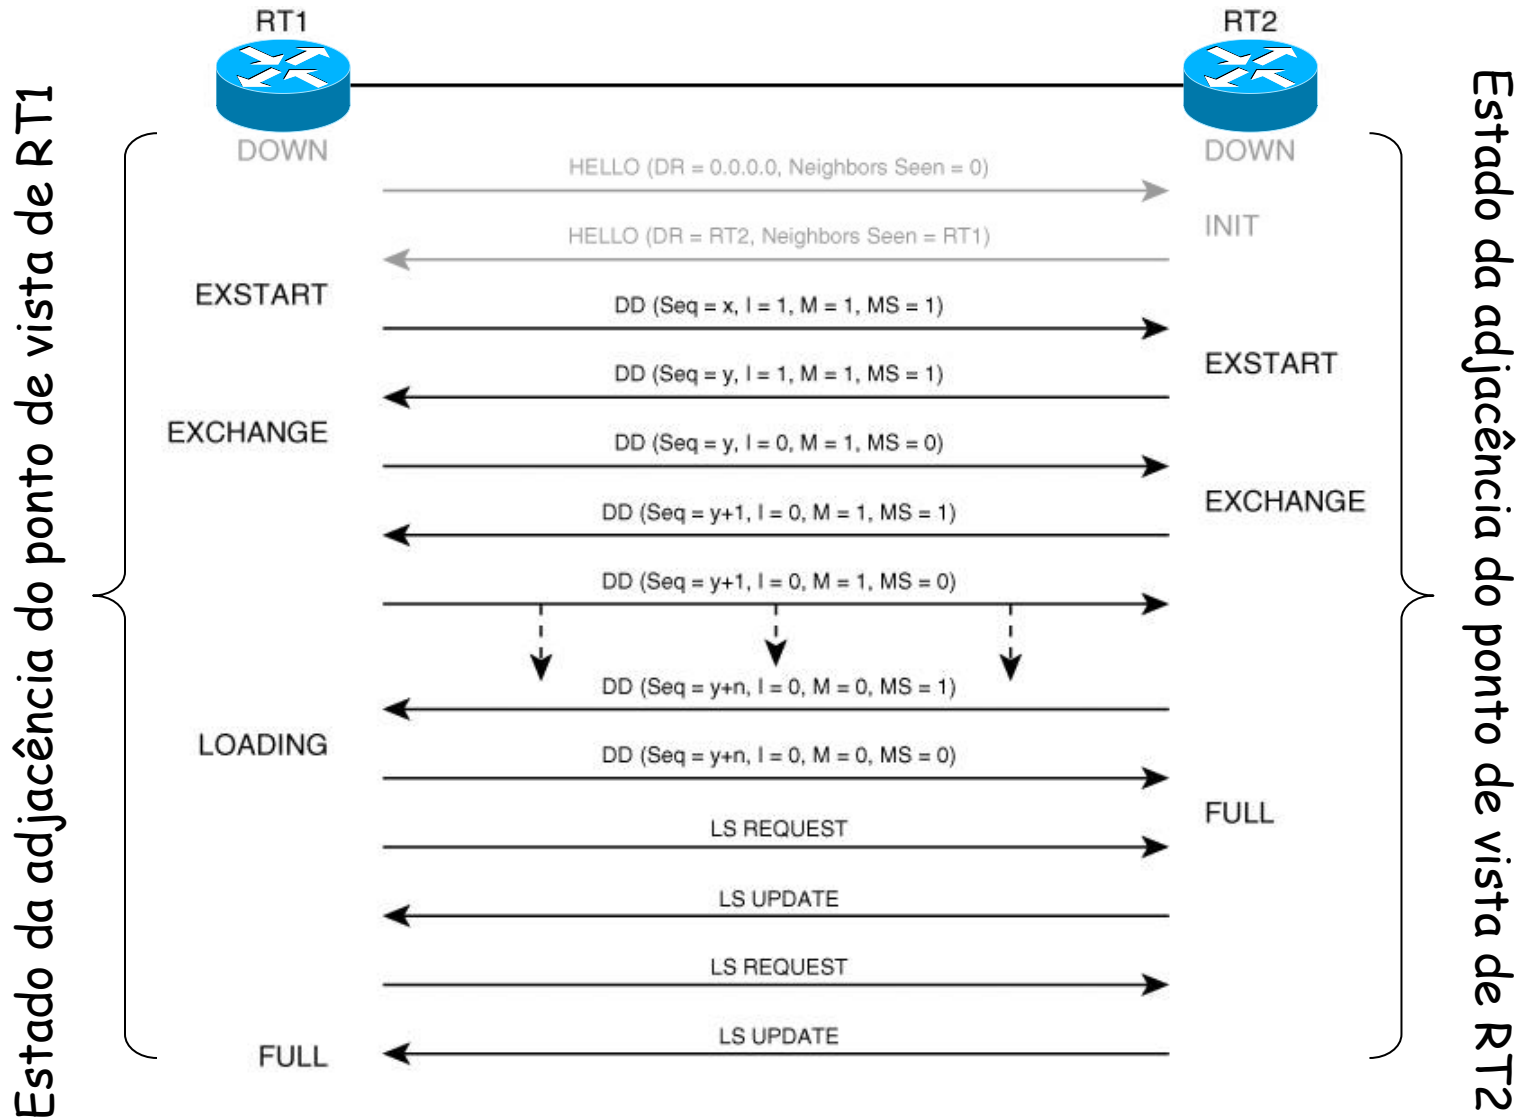 RT1
RT2
Estado da adjacência do ponto de vista de RT1
Estado da adjacência do ponto de vista de RT2
DOWN
DOWN
HELLO (DR = 0.0.0.0, Neighbors Seen = 0)
INIT
HELLO (DR = RT2, Neighbors Seen = RT1)
EXSTART
DD (Seq = x, I = 1, M = 1, MS = 1)
EXSTART
DD (Seq = y, I = 1, M = 1, MS = 1)
EXCHANGE
DD (Seq = y, I = 0, M = 1, MS = 0)
EXCHANGE
DD (Seq = y+1, I = 0, M = 1, MS = 1)
DD (Seq = y+1, I = 0, M = 1, MS = 0)
DD (Seq = y+n, I = 0, M = 0, MS = 1)
LOADING
DD (Seq = y+n, I = 0, M = 0, MS = 0)
FULL
LS REQUEST
LS UPDATE
LS REQUEST
LS UPDATE
FULL